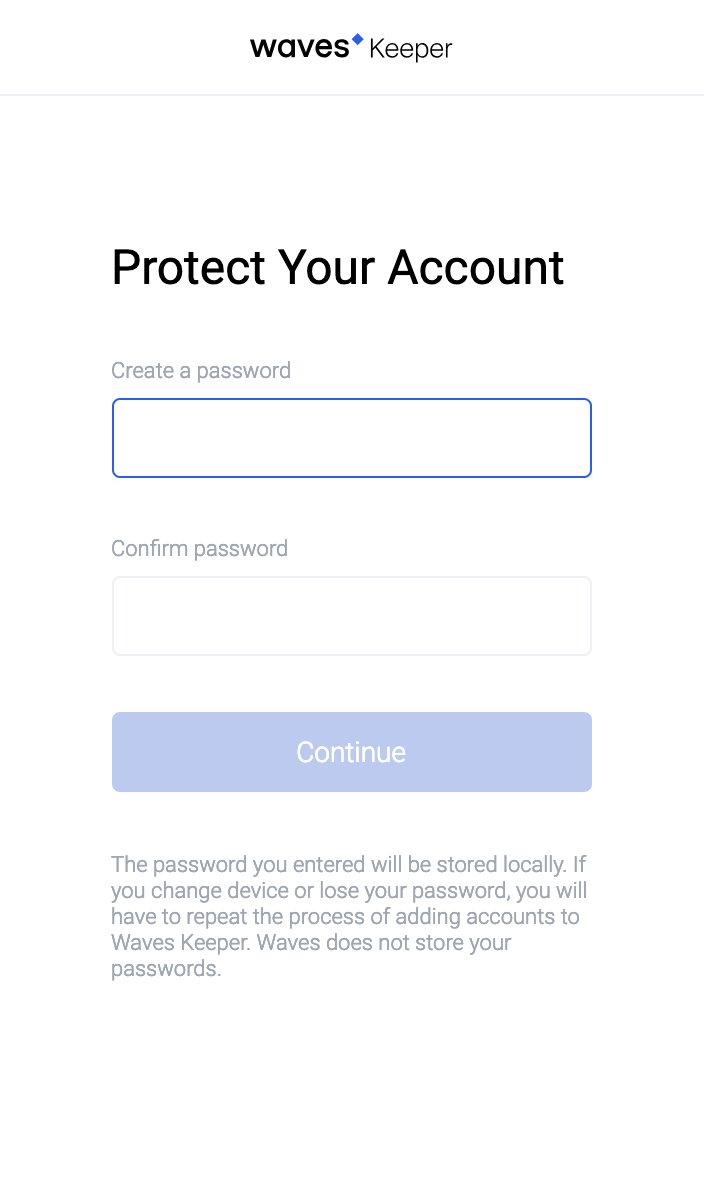 waves Keeper
Protect Your Account
Create a password
Confirm password
Continue
The password you entered will be stored locally. If
you change device or lose your password, you will
have to repeat the process of adding accounts to
Waves Keeper. Waves does not store your
passwords.